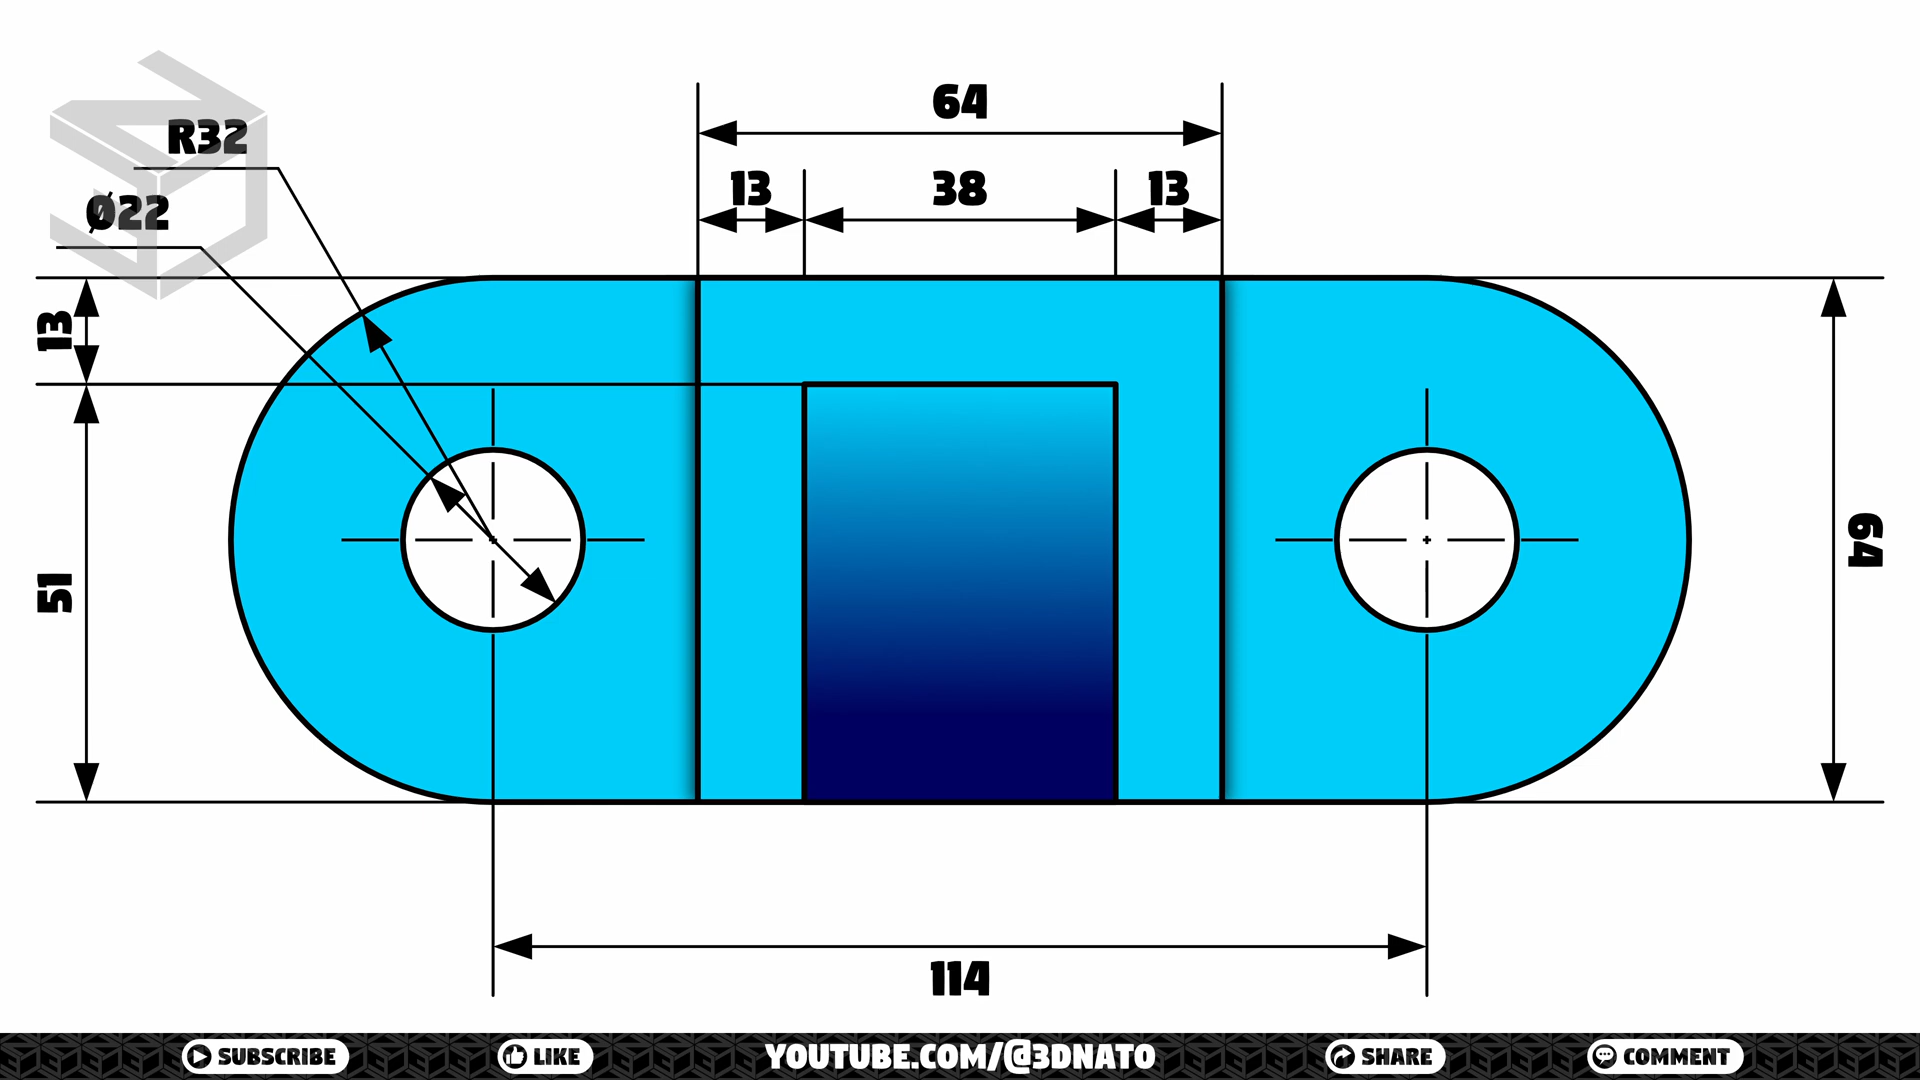 64
R32
13
38
13
Ø22
13
51
64
114
SUBSCRIBE
LIKE
YOUTUBE.COM/@3DNATO
SHARE
COMMENT